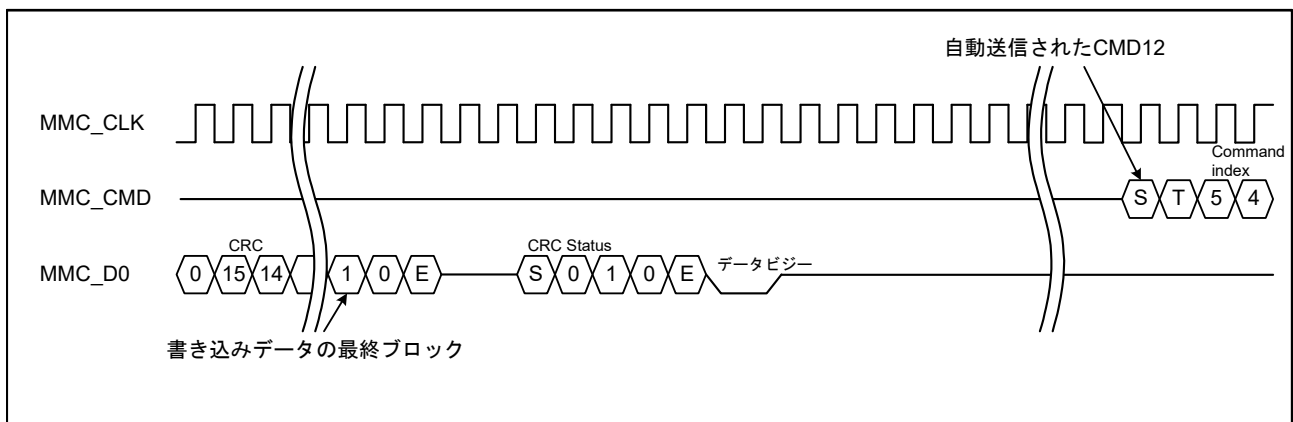 自動送信されたCMD12
MMC_CLK
Command
index
MMC_CMD
S T 5 4
CRC
CRC Status
MMC_D0
0 15 14 1 0 E S 0 1 0 E データビジー
書き込みデータの最終ブロック